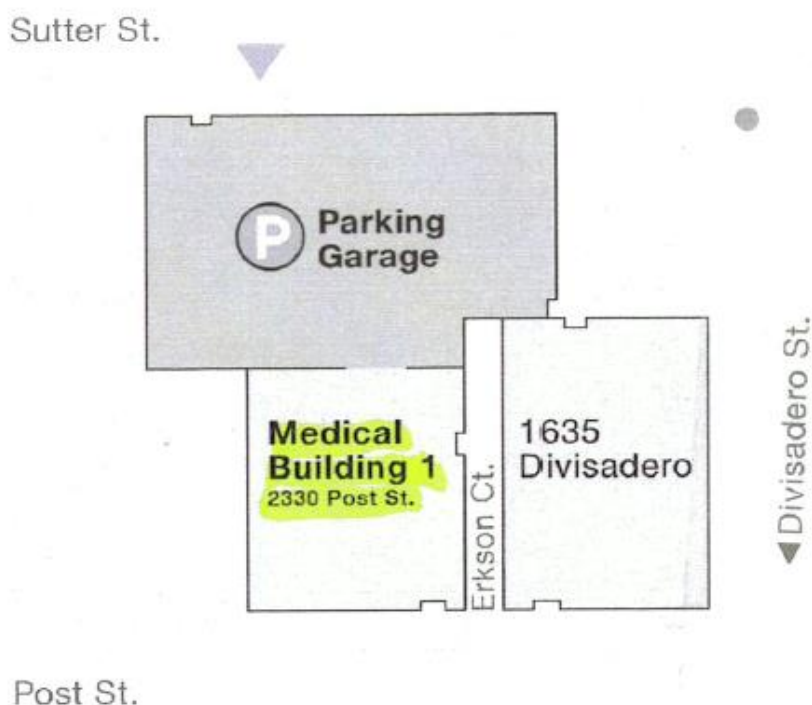 Sutter St.
P
Parking
Garage
Medical
Building 1
2330 Post St.
Erkson Ct.
1635
Divisadero
Divisadero St.
Post St.